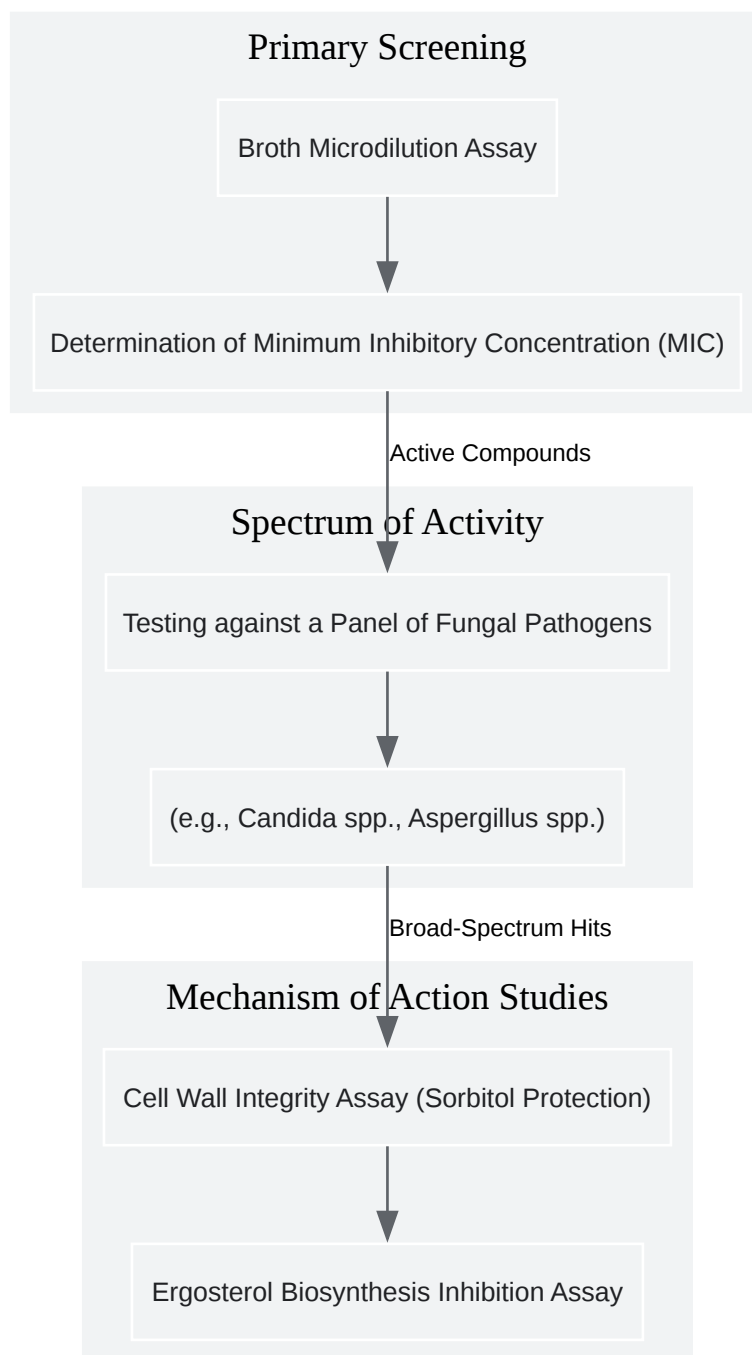 Primary Screening
Broth Microdilution Assay
Determination of Minimum Inhibitory Concentration (MIC)
Active Compounds
Spectrum of Activity
Testing against a Panel of Fungal Pathogens
(e.g., Candida spp., Aspergillus spp.)
Broad-Spectrum Hits
Mechanism of Action Studies
Cell Wall Integrity Assay (Sorbitol Protection)
Ergosterol Biosynthesis Inhibition Assay